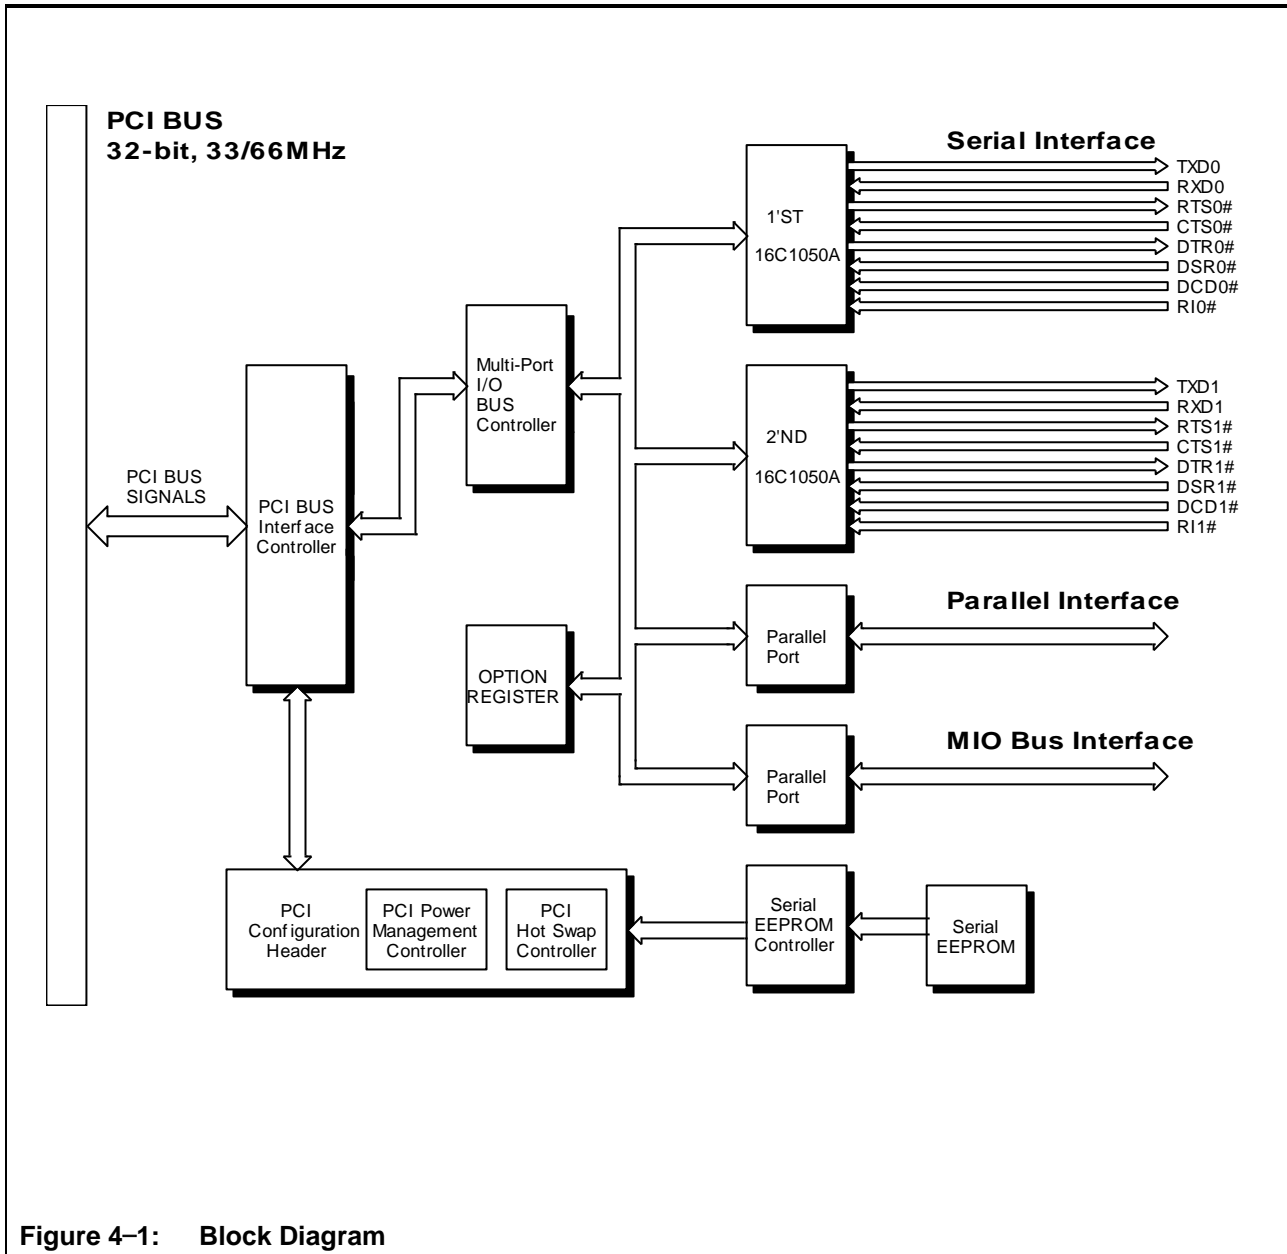 PCI BUS
32-bit, 33/66MHz
Serial Interface
TXD0
RXD0
RTS0#
CTS0#
DTR0#
DSR0#
DCD0#
RI0#
1'ST
16C1050A
Multi-Port
I/O
BUS
Controller
TXD1
RXD1
RTS1#
CTS1#
DTR1#
DSR1#
DCD1#
RI1#
2'ND
16C1050A
PCI BUS
SIGNALS
PCI BUS
Interface
Controller
Parallel Interface
Parallel
Port
OPTION
REGISTER
MIO Bus Interface
Parallel
Port
PCI
Configuration
Header
PCI Power
Management
Controller
PCI
Hot Swap
Controller
Serial
EEPROM
Controller
Serial
EEPROM
Figure 4–1: Block Diagram